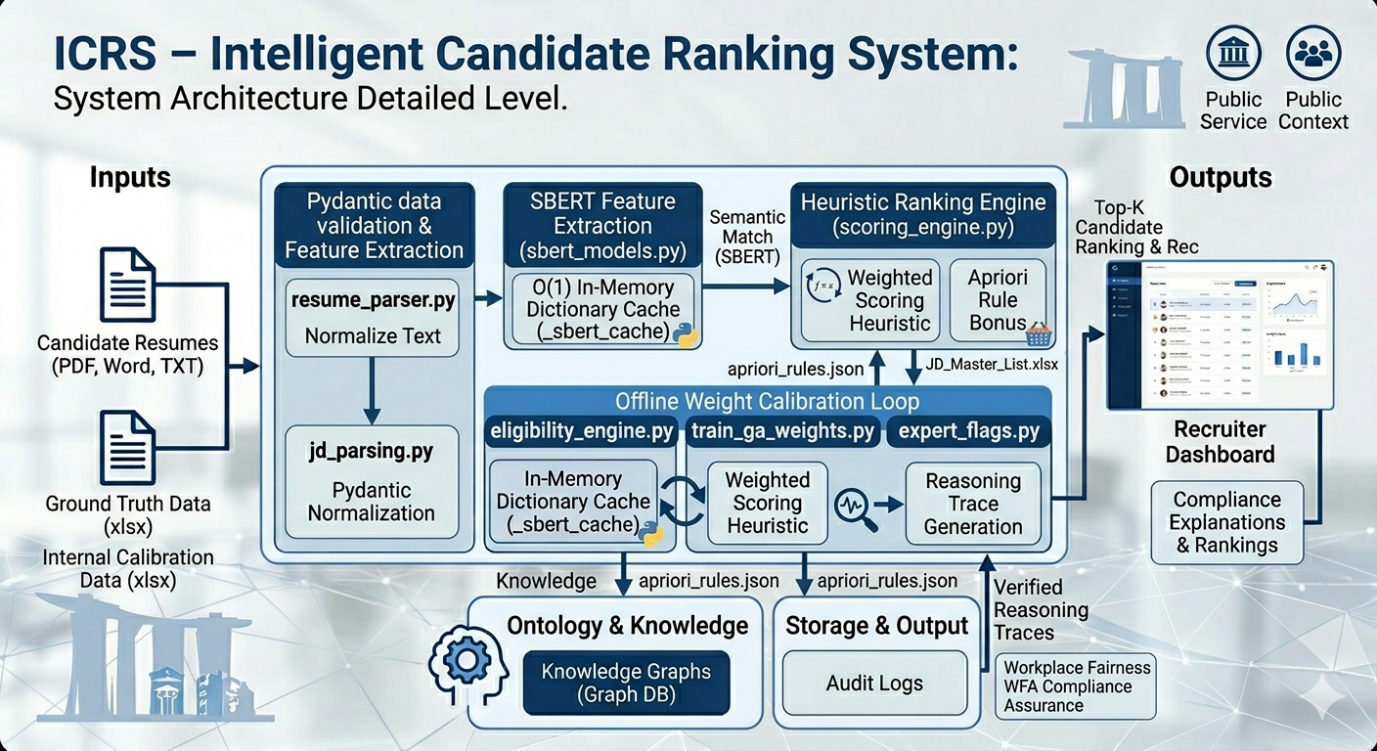 ICRS – Intelligent Candidate Ranking System:
System Architecture Detailed Level.
Public
Service
Public
Context
Inputs
Candidate Resumes
(PDF, Word, TXT)
Ground Truth Data
(xlsx)
Internal Calibration
Data (xlsx)
Pydantic data
validation &
Feature Extraction
resume_parser.py
Normalize Text
jd_parsing.py
Pydantic
Normalization
SBERT Feature
Extraction
(sbert_models.py)
O(1) In-Memory
Dictionary Cache
(_sbert_cache)
Semantic
Match
(SBERT)
Heuristic Ranking Engine
(scoring_engine.py)
Weighted
Scoring
Heuristic
Apriori
Rule
Bonus
apriori_rules.json
JD_Master_List.xlsx
Offline Weight Calibration Loop
eligibility_engine.py
train_ga_weights.py
expert_flags.py
In-Memory
Dictionary Cache
(_sbert_cache)
Weighted
Scoring
Heuristic
Reasoning
Trace
Generation
Knowledge
apriori_rules.json
apriori_rules.json
Verified
Reasoning
Traces
Ontology & Knowledge
Knowledge Graphs
(Graph DB)
Storage & Output
Audit Logs
Workplace Fairness
WFA Compliance
Assurance
Outputs
Top-K
Candidate
Ranking & Rec
Recruiter
Dashboard
Compliance
Explanations
& Rankings